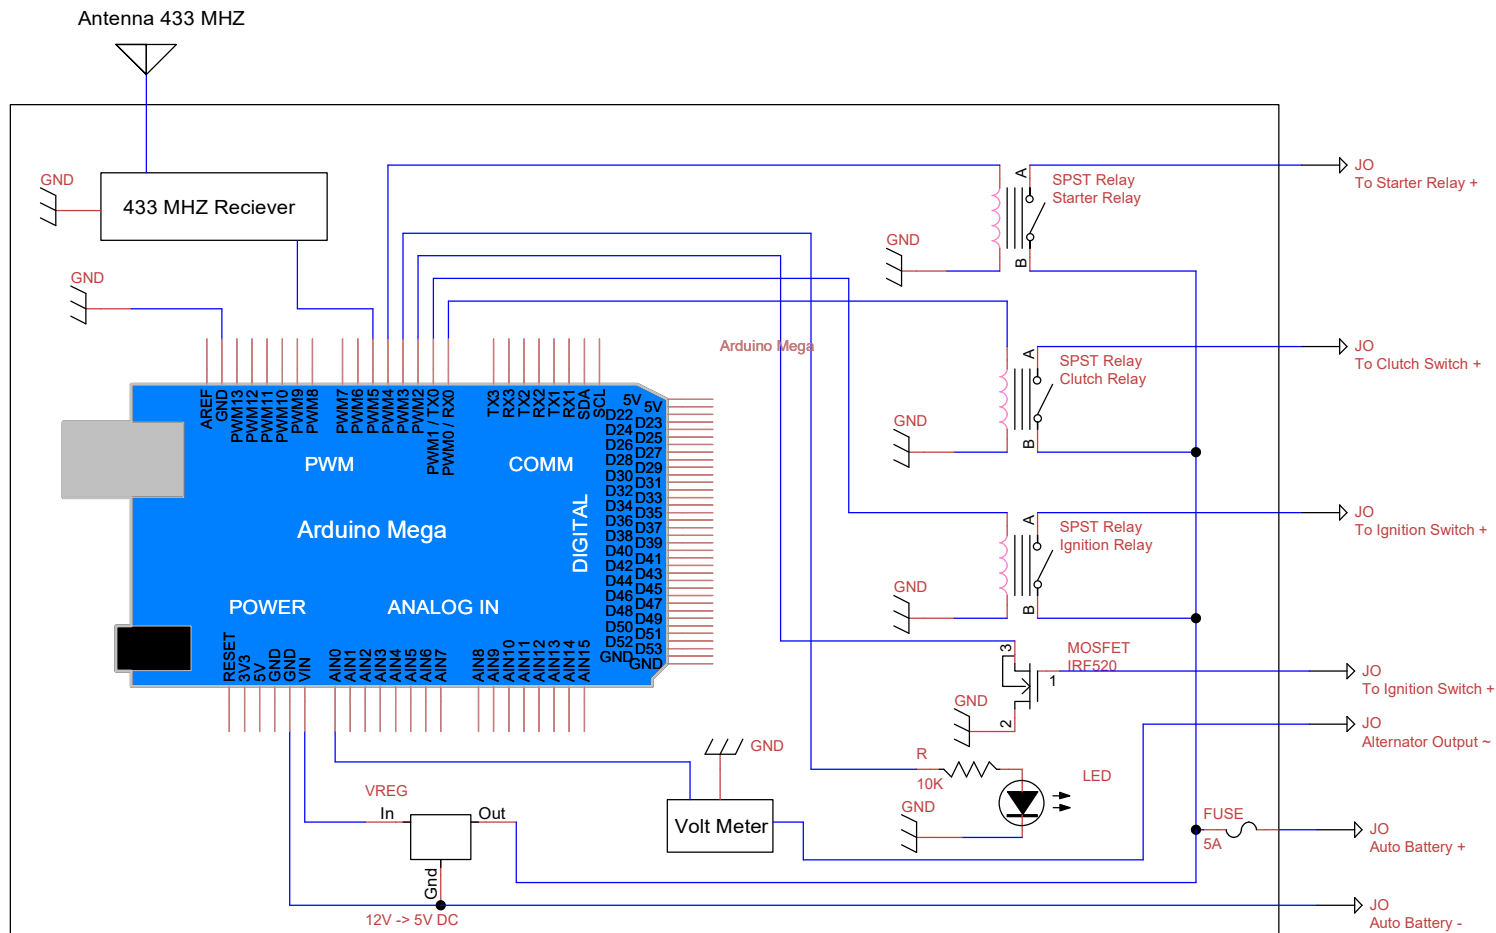 Antenna 433 MHZ
GND
433 MHZ Reciever
GND
A
SPST Relay
Starter Relay
B
GND
JO
To Starter Relay +
Arduino Mega
A
SPST Relay
Clutch Relay
B
GND
JO
To Clutch Switch +
A
SPST Relay
Ignition Relay
B
GND
JO
To Ignition Switch +
AREF
GND
PWM13
PWM12
PWM11
PWM10
PWM9
PWM8
PWM7
PWM6
PWM5
PWM4
PWM3
PWM2
PWM1 / TX0
PWM0 / RX0
TX3
RX3
TX2
RX2
TX1
RX1
SDA
SCL
PWM
COMM
Arduino Mega
DIGITAL
POWER
ANALOG IN
5V
5V
D22
D23
D24
D25
D26
D27
D28
D29
D30
D31
D32
D33
D34
D35
D36
D37
D38
D39
D40
D41
D42
D43
D44
D45
D46
D47
D48
D49
D50
D51
D52
D53
GND
GND
RESET
3V3
5V
GND
GND
VIN
AIN0
AIN1
AIN2
AIN3
AIN4
AIN5
AIN6
AIN7
AIN8
AIN9
AIN10
AIN11
AIN12
AIN13
AIN14
AIN15
3
MOSFET
IRF520
1
2
GND
JO
To Ignition Switch +
JO
Alternator Output ~
GND
Volt Meter
R
10K
LED
GND
VREG
In
Out
Gnd
12V -> 5V DC
FUSE
5A
JO
Auto Battery +
JO
Auto Battery -